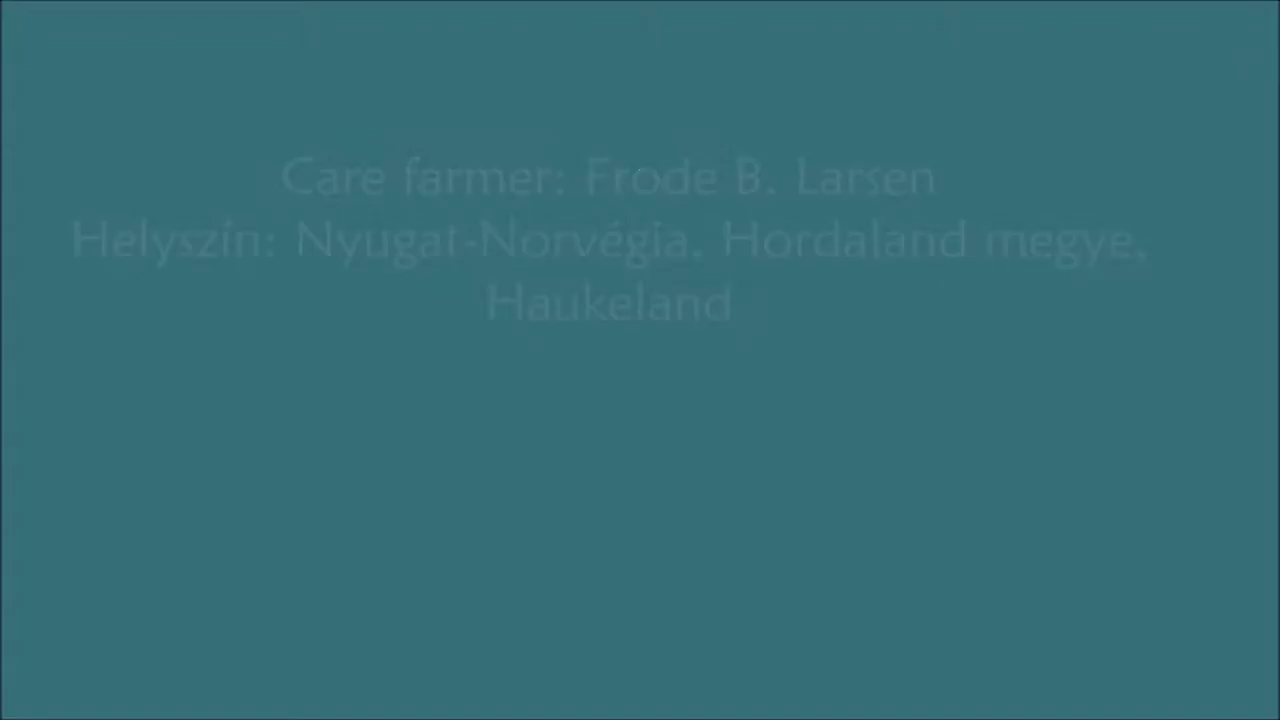 Care farmer: Frode B. Larsen
Helyszín: Nyugat-Norvégia, Hordaland megye,
Haukeland